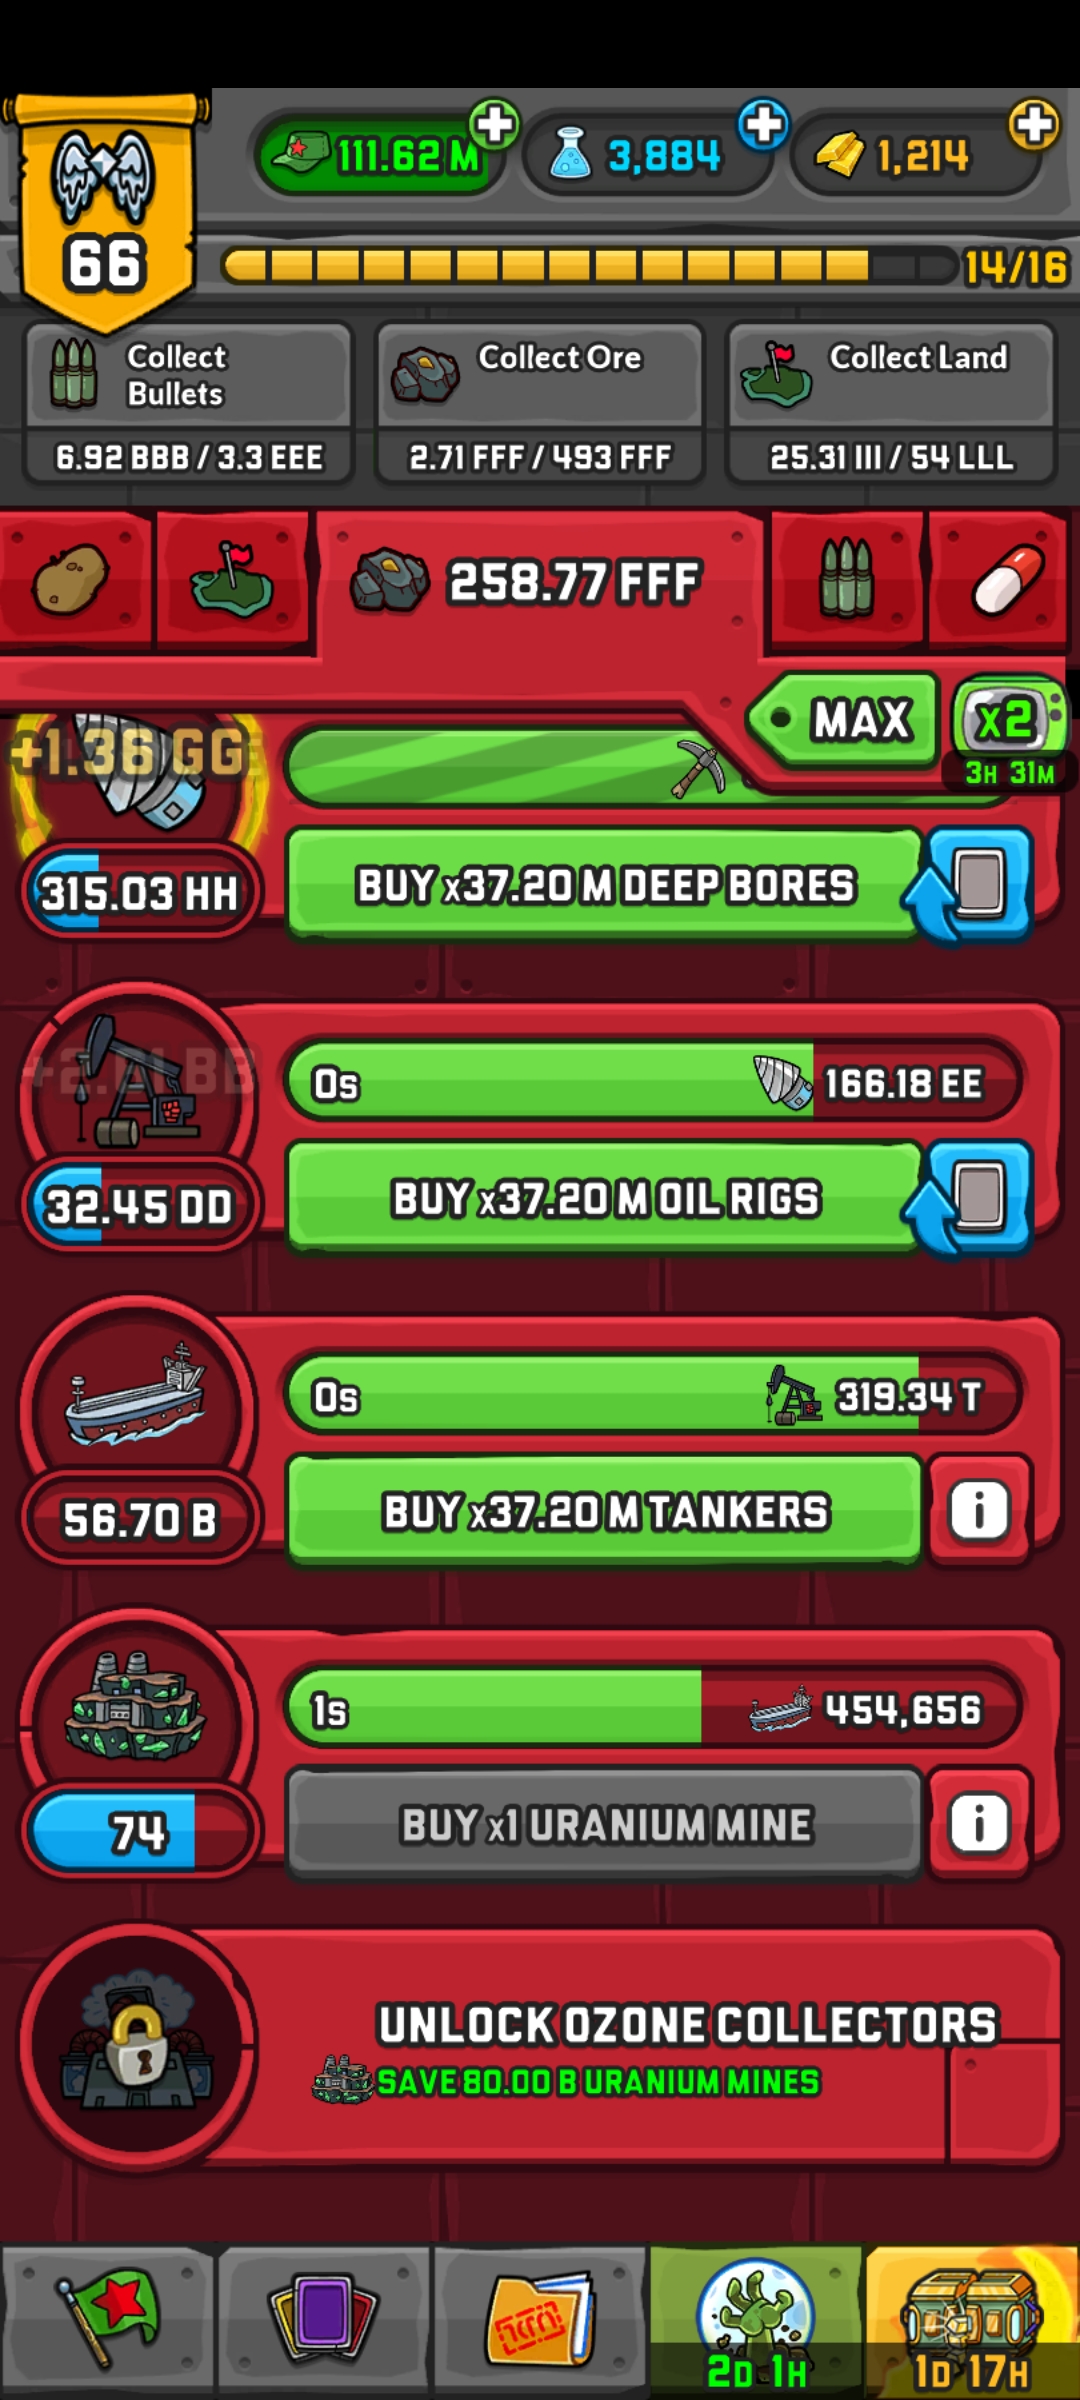 111.62 M
3,884
1,214
66
14/16
Collect
Bullets
6.92 BBB / 3.3 EEE
Collect Ore
2.71 FFF / 493 FFF
Collect Land
25.31 III / 54 LLL
258.77 FFF
MAX
x2
3H 31M
+1.36 GG
315.03 HH
BUY x37.20 M DEEP BORES
0s
166.18 EE
32.45 DD
BUY x37.20 M OIL RIGS
0s
319.34 T
56.70 B
BUY x37.20 M TANKERS
i
1s
454,656
74
BUY x1 URANIUM MINE
i
UNLOCK OZONE COLLECTORS
SAVE 80.00 B URANIUM MINES
2D 1H
1D 17H